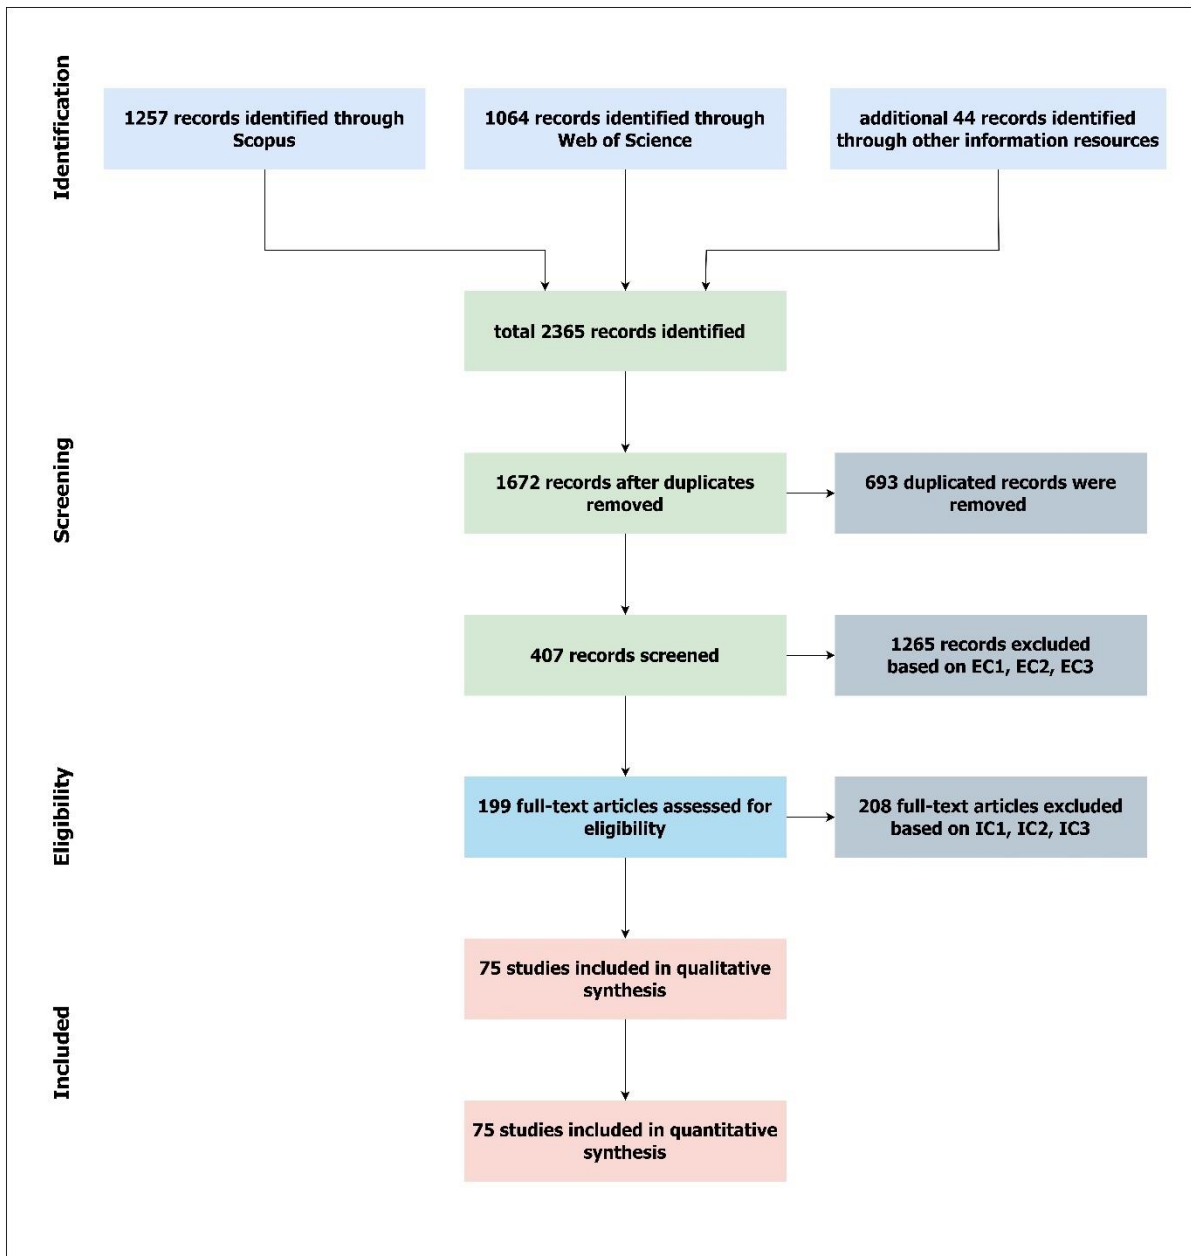 Identification
1257 records identified through
Scopus
1064 records identified through
Web of Science
additional 44 records identified
through other information resources
total 2365 records identified
Screening
1672 records after duplicates
removed
693 duplicated records were
removed
407 records screened
1265 records excluded
based on EC1, EC2, EC3
Eligibility
199 full-text articles assessed for
eligibility
208 full-text articles excluded
based on IC1, IC2, IC3
Included
75 studies included in qualitative
synthesis
75 studies included in quantitative
synthesis